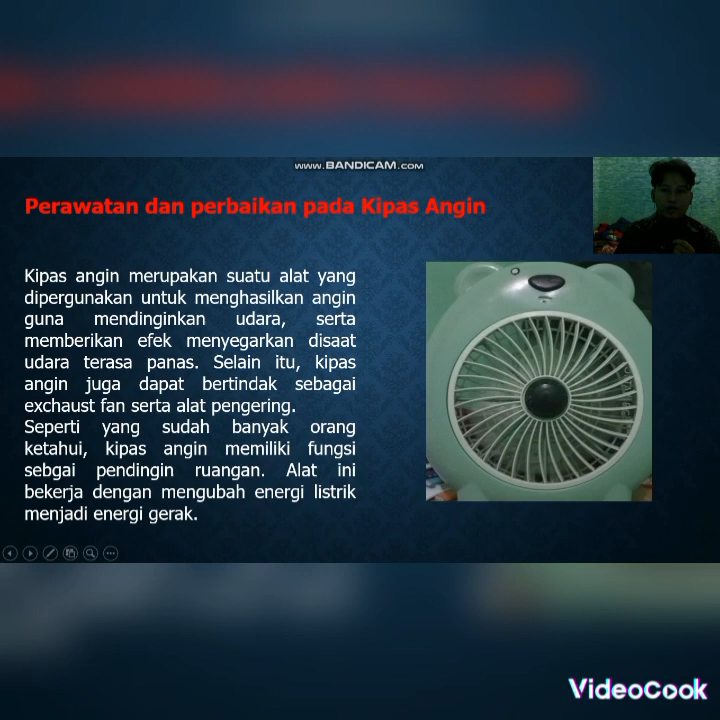 www.BANDICAM.com
Perawatan dan perbaikan pada Kipas Angin
Kipas angin merupakan suatu alat yang
dipergunakan untuk menghasilkan angin
guna mendinginkan udara, serta
memberikan efek menyegarkan disaat
udara terasa panas. Selain itu, kipas
angin juga dapat bertindak sebagai
exchaust fan serta alat pengering.
Seperti yang sudah banyak orang
ketahui, kipas angin memiliki fungsi
sebgai pendingin ruangan. Alat ini
bekerja dengan mengubah energi listrik
menjadi energi gerak.
VideoCook